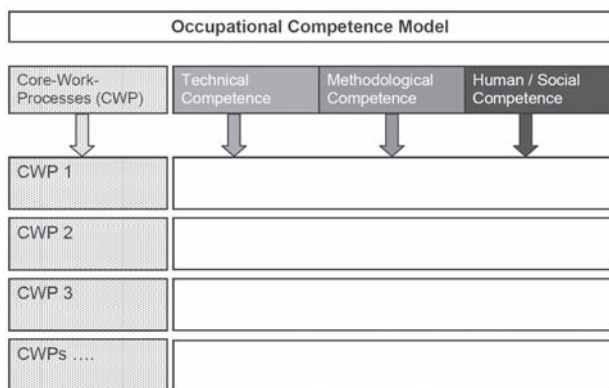 Occupational Competence Model
Core-Work-
Processes (CWP)
Technical
Competence
Methodological
Competence
Human / Social
Competence
CWP 1
CWP 2
CWP 3
CWPs ....